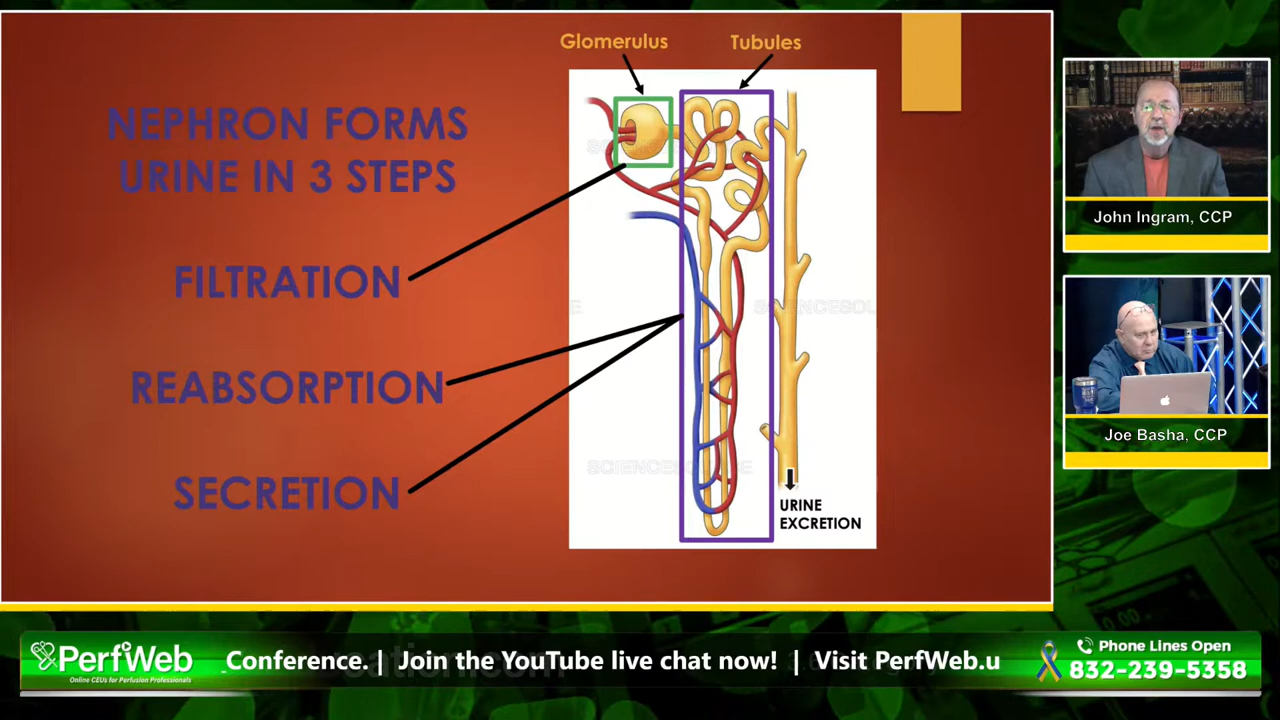 Glomerulus
Tubules
NEPHRON FORMS
URINE IN 3 STEPS
FILTRATION
REABSORPTION
SECRETION
URINE
EXCRETION
John Ingram, CCP
Joe Basha, CCP
PerfWeb
Online CEUs for Perfusion Professionals
Conference. | Join the YouTube live chat now! | Visit PerfWeb.u
Phone Lines Open
832-239-5358